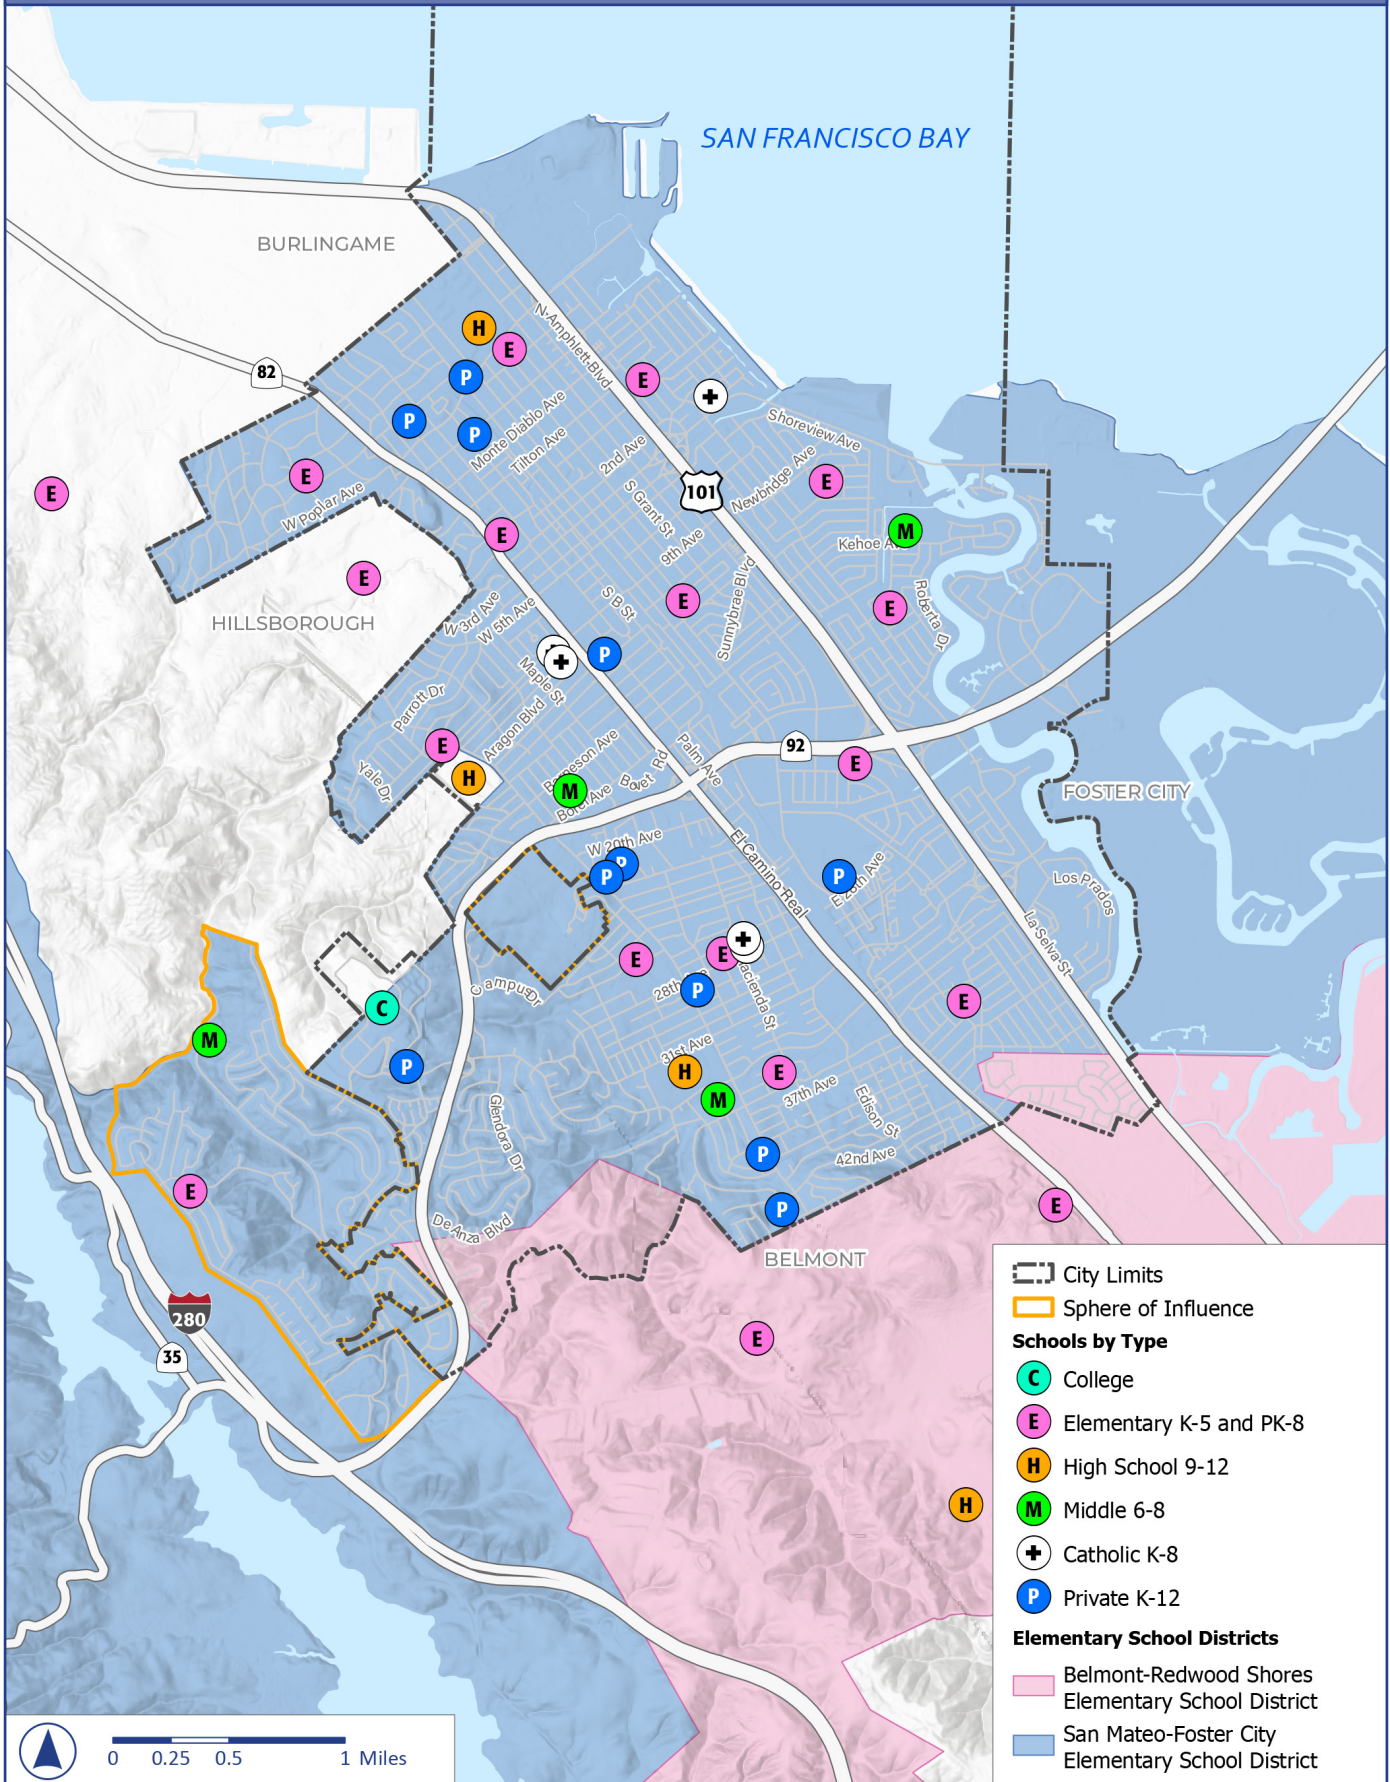 SAN FRANCISCO BAY
BURLINGAME
N Amphlett Blvd
H
E
82
P
E
+
P
P
Monte Diablo Ave
Tilton Ave
Shoreview Ave
2nd Ave
E
E
W Poplar Ave
101
Newbridge Ave
E
S Grant St
E
9th Ave
Kehoe
M
E
S B St
E
Sunnybrae Blvd
E
Roberta Dr
HILLSBOROUGH
W 3rd Ave
W 5th Ave
+
P
Maple St
Parrott Dr
Aragon Blvd
E
Palm Ave
92
E
Yale Dr
H
Barneson Ave
Bovet Rd
M
Borel Ave
FOSTER CITY
W 20th Ave
El Camino Real
P
P
P
E 28th Ave
Los Prados
La Selva St
E
E
+
28th
P
Hacienda St
Campus Dr
C
E
M
P
31st Ave
H
E
M
37th Ave
Edison St
Glendora Dr
P
42nd Ave
E
P
E
De Anza Blvd
BELMONT
280
35
E
H
City Limits
Sphere of Influence
Schools by Type
C College
E Elementary K-5 and PK-8
H High School 9-12
M Middle 6-8
+ Catholic K-8
P Private K-12
Elementary School Districts
Belmont-Redwood Shores
Elementary School District
San Mateo-Foster City
Elementary School District
0 0.25 0.5 1 Miles